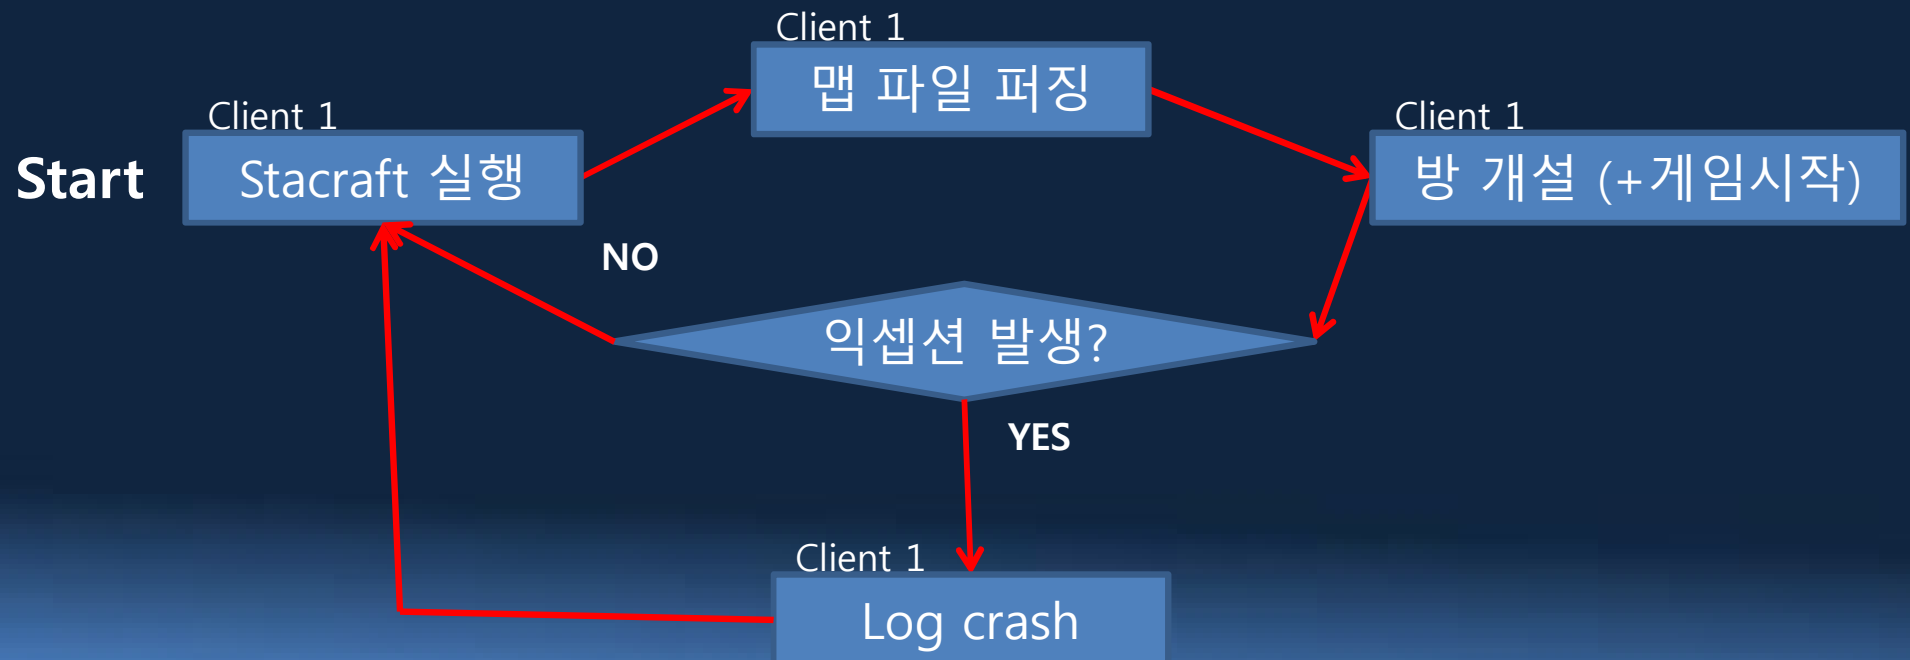 Client 1
맵 파일 퍼징
Client 1
Client 1
Start
Stacraft 실행
방 개설 (+게임시작)
NO
익셉션 발생?
YES
Client 1
Log crash